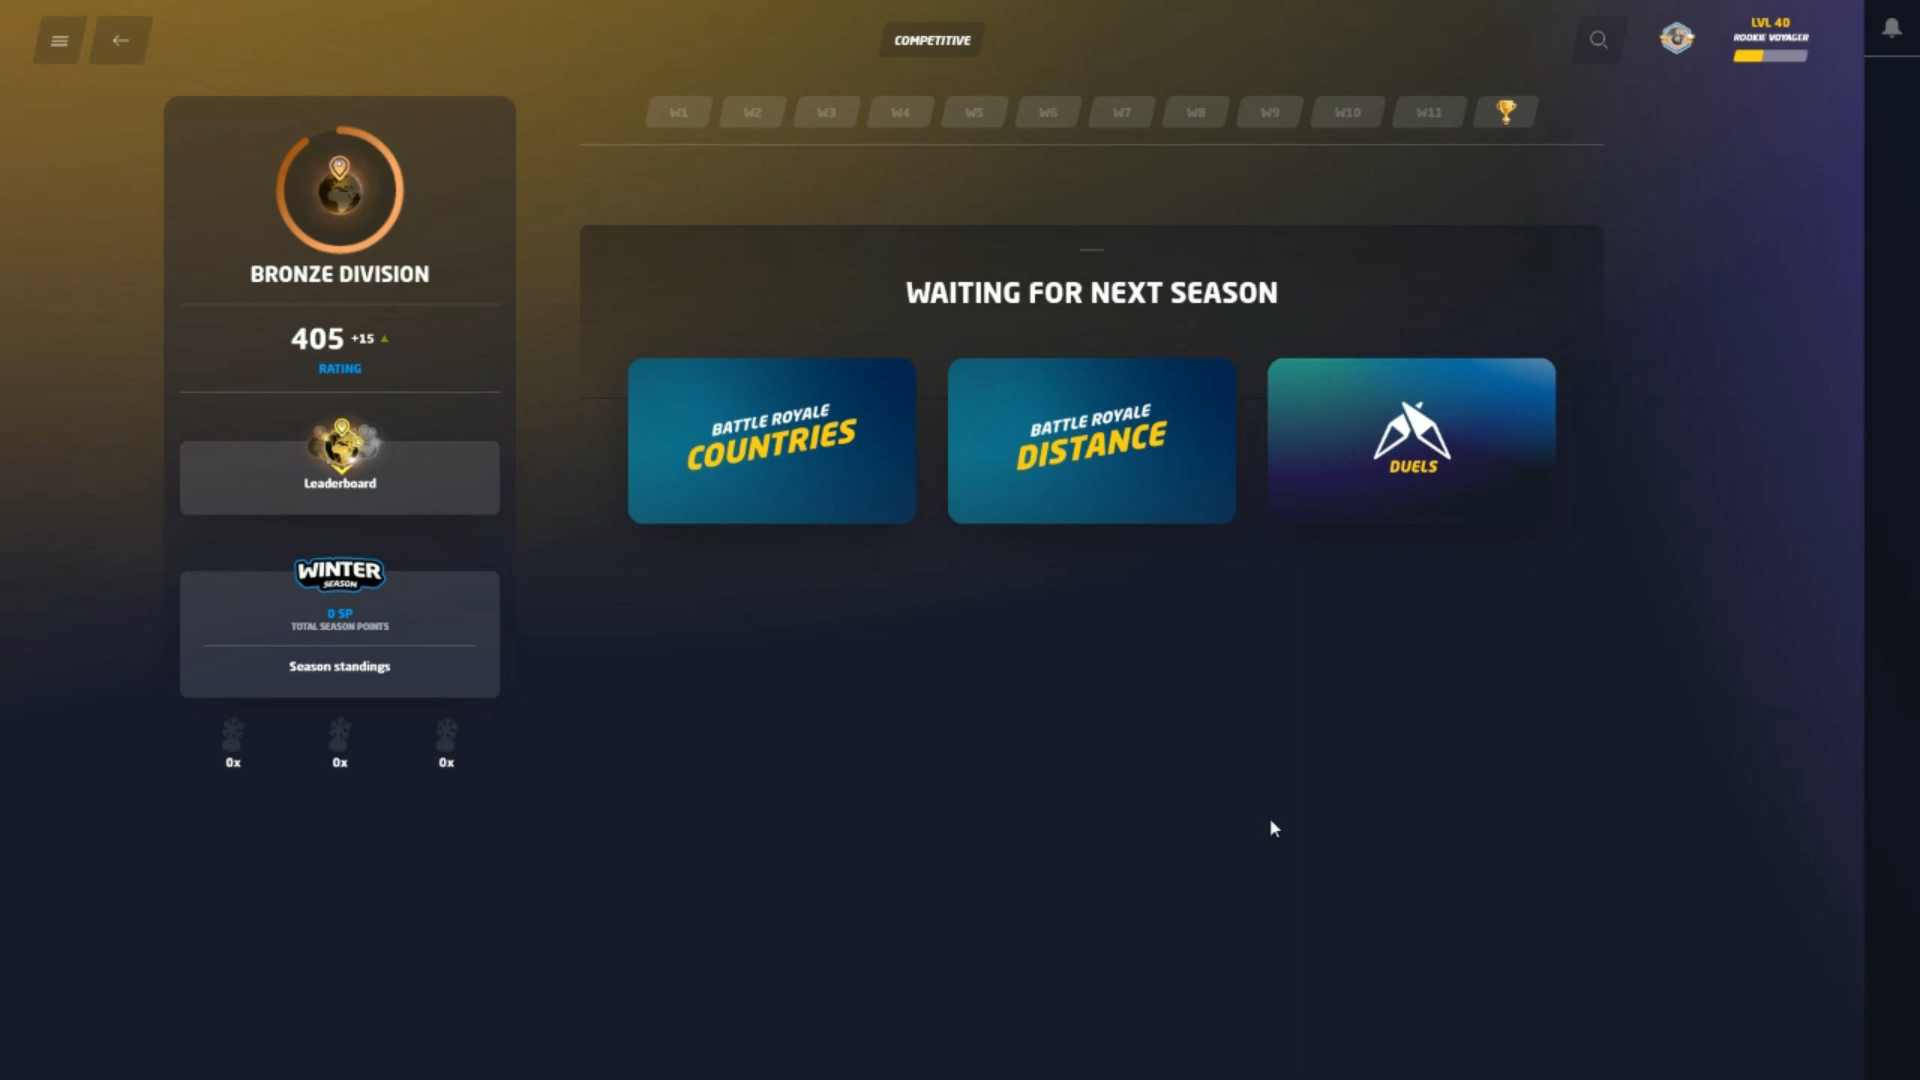 COMPETITIVE
LVL 40
ROOKIE VOYAGER
W1 W2 W3 W4 W5 W6 W7 W8 W9 W10 W11
BRONZE DIVISION
405 +15
RATING
Leaderboard
WINTER
SEASON
0 SP
TOTAL SEASON POINTS
Season standings
0x 0x 0x
WAITING FOR NEXT SEASON
BATTLE ROYALE
COUNTRIES
BATTLE ROYALE
DISTANCE
DUELS